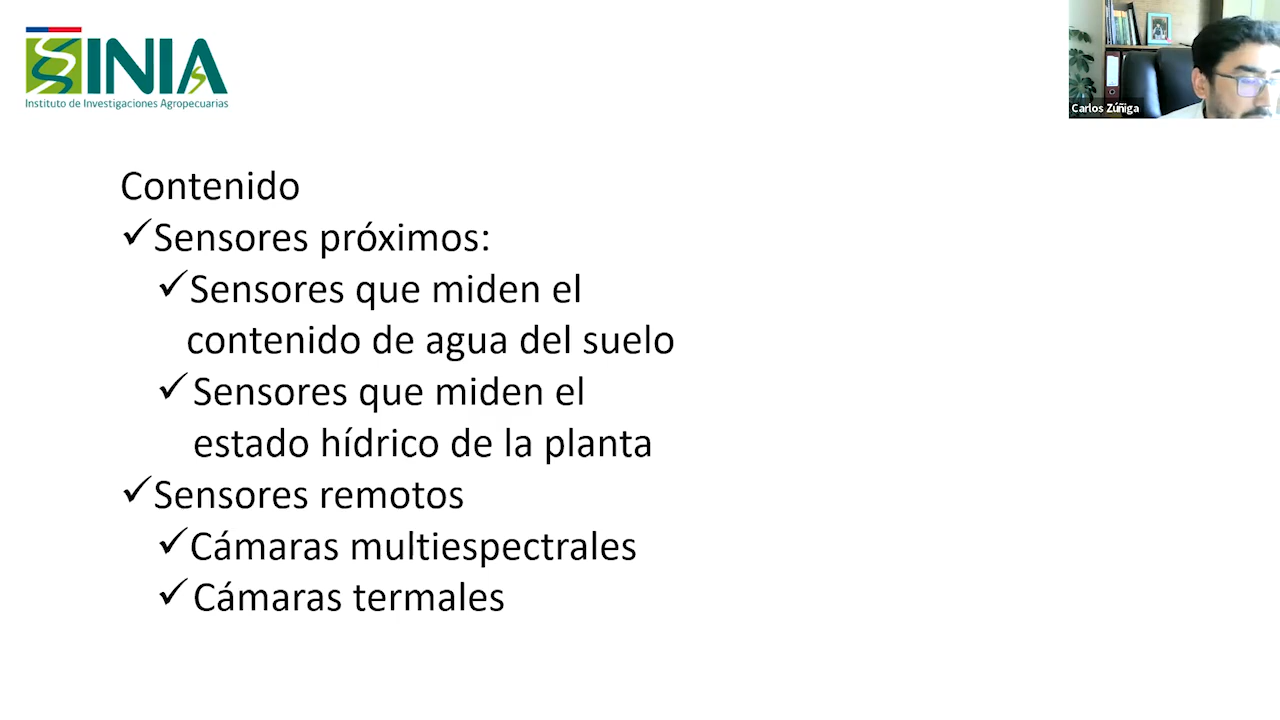 INIA
Instituto de Investigaciones Agropecuarias
Carlos Zúñiga
Contenido
✓Sensores próximos:
✓Sensores que miden el
contenido de agua del suelo
✓Sensores que miden el
estado hídrico de la planta
✓Sensores remotos
✓Cámaras multiespectrales
✓Cámaras termales